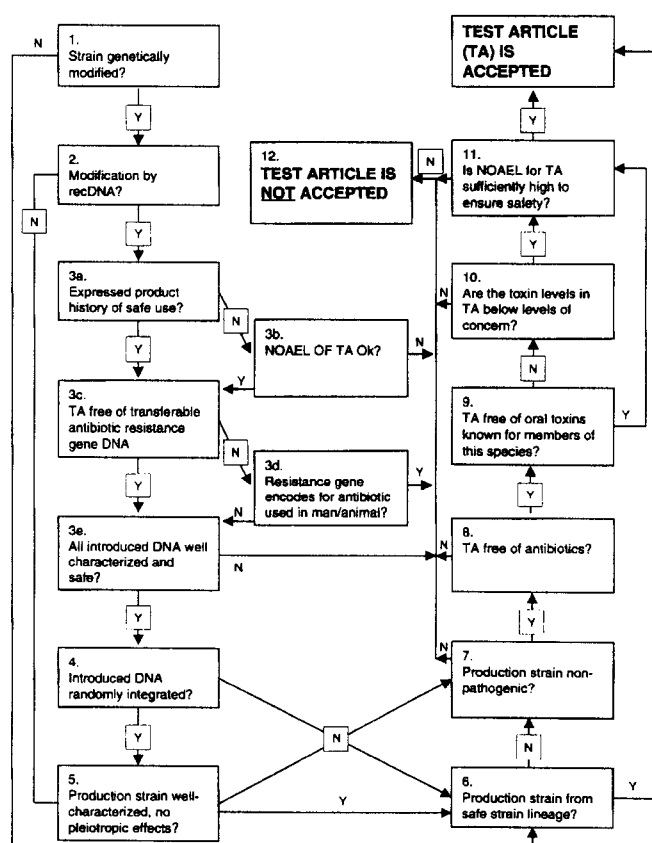 N
1.
Strain genetically
modified?
Y
2.
Modification by
recDNA?
N
Y
3a.
Expressed product
history of safe use?
N
3b.
NOAEL OF TA Ok?
N
Y
Y
3c.
TA free of transferable
antibiotic resistance
gene DNA
N
3d.
Resistance gene
encodes for antibiotic
used in man/animal?
Y
N
Y
3e.
All introduced DNA well
characterized and
safe?
N
Y
4.
Introduced DNA
randomly integrated?
N
Y
5.
Production strain well-
characterized, no
pleiotropic effects?
N
Y
6.
Production strain from
safe strain lineage?
Y
N
7.
Production strain non-
pathogenic?
N
Y
8.
TA free of antibiotics?
N
Y
9.
TA free of oral toxins
known for members of
this species?
Y
N
10.
Are the toxin levels in
TA below levels of
concern?
N
Y
11.
Is NOAEL for TA
sufficiently high to
ensure safety?
N
Y
12.
TEST ARTICLE IS
NOT ACCEPTED
TEST ARTICLE
(TA) IS
ACCEPTED